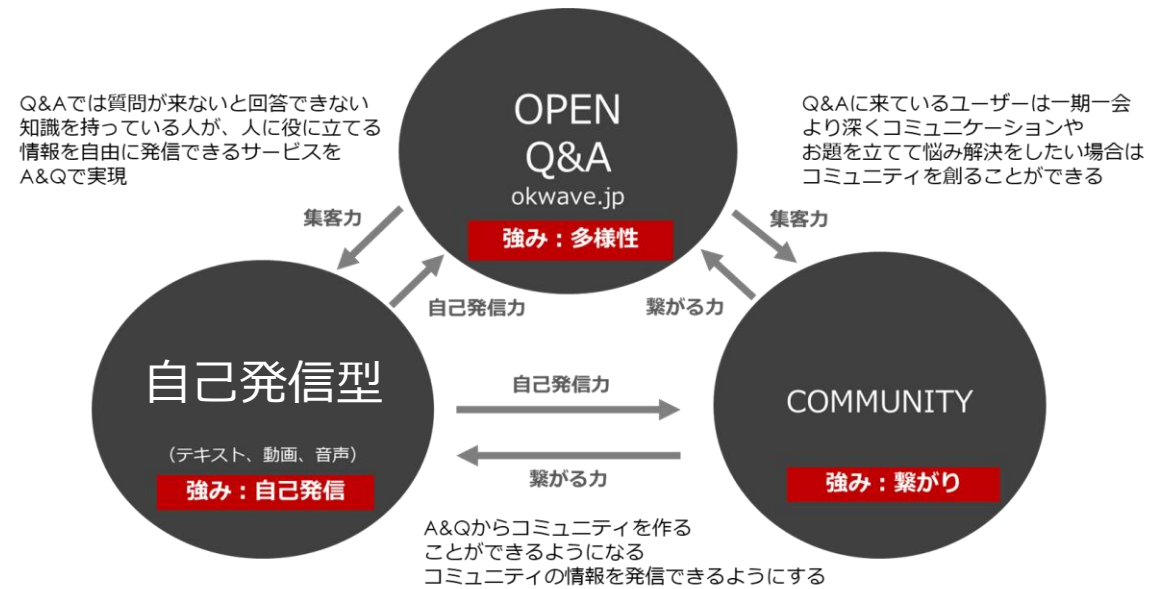 OPEN
Q&A
okwave.jp
強み：多様性
Q&Aでは質問が来ないと回答できない
知識を持っている人が、人に役に立てる
情報を自由に発信できるサービスを
A&Qで実現
Q&Aに来ているユーザーは一期一会
より深くコミュニケーションや
お題を立てて悩み解決をしたい場合は
コミュニティを創ることができる
集客力
集客力
自己発信力
繋がる力
自己発信型
（テキスト、動画、音声）
強み：自己発信
自己発信力
繋がる力
COMMUNITY
強み：繋がり
A&Qからコミュニティを作る
ことができるようになる
コミュニティの情報を発信できるようにする